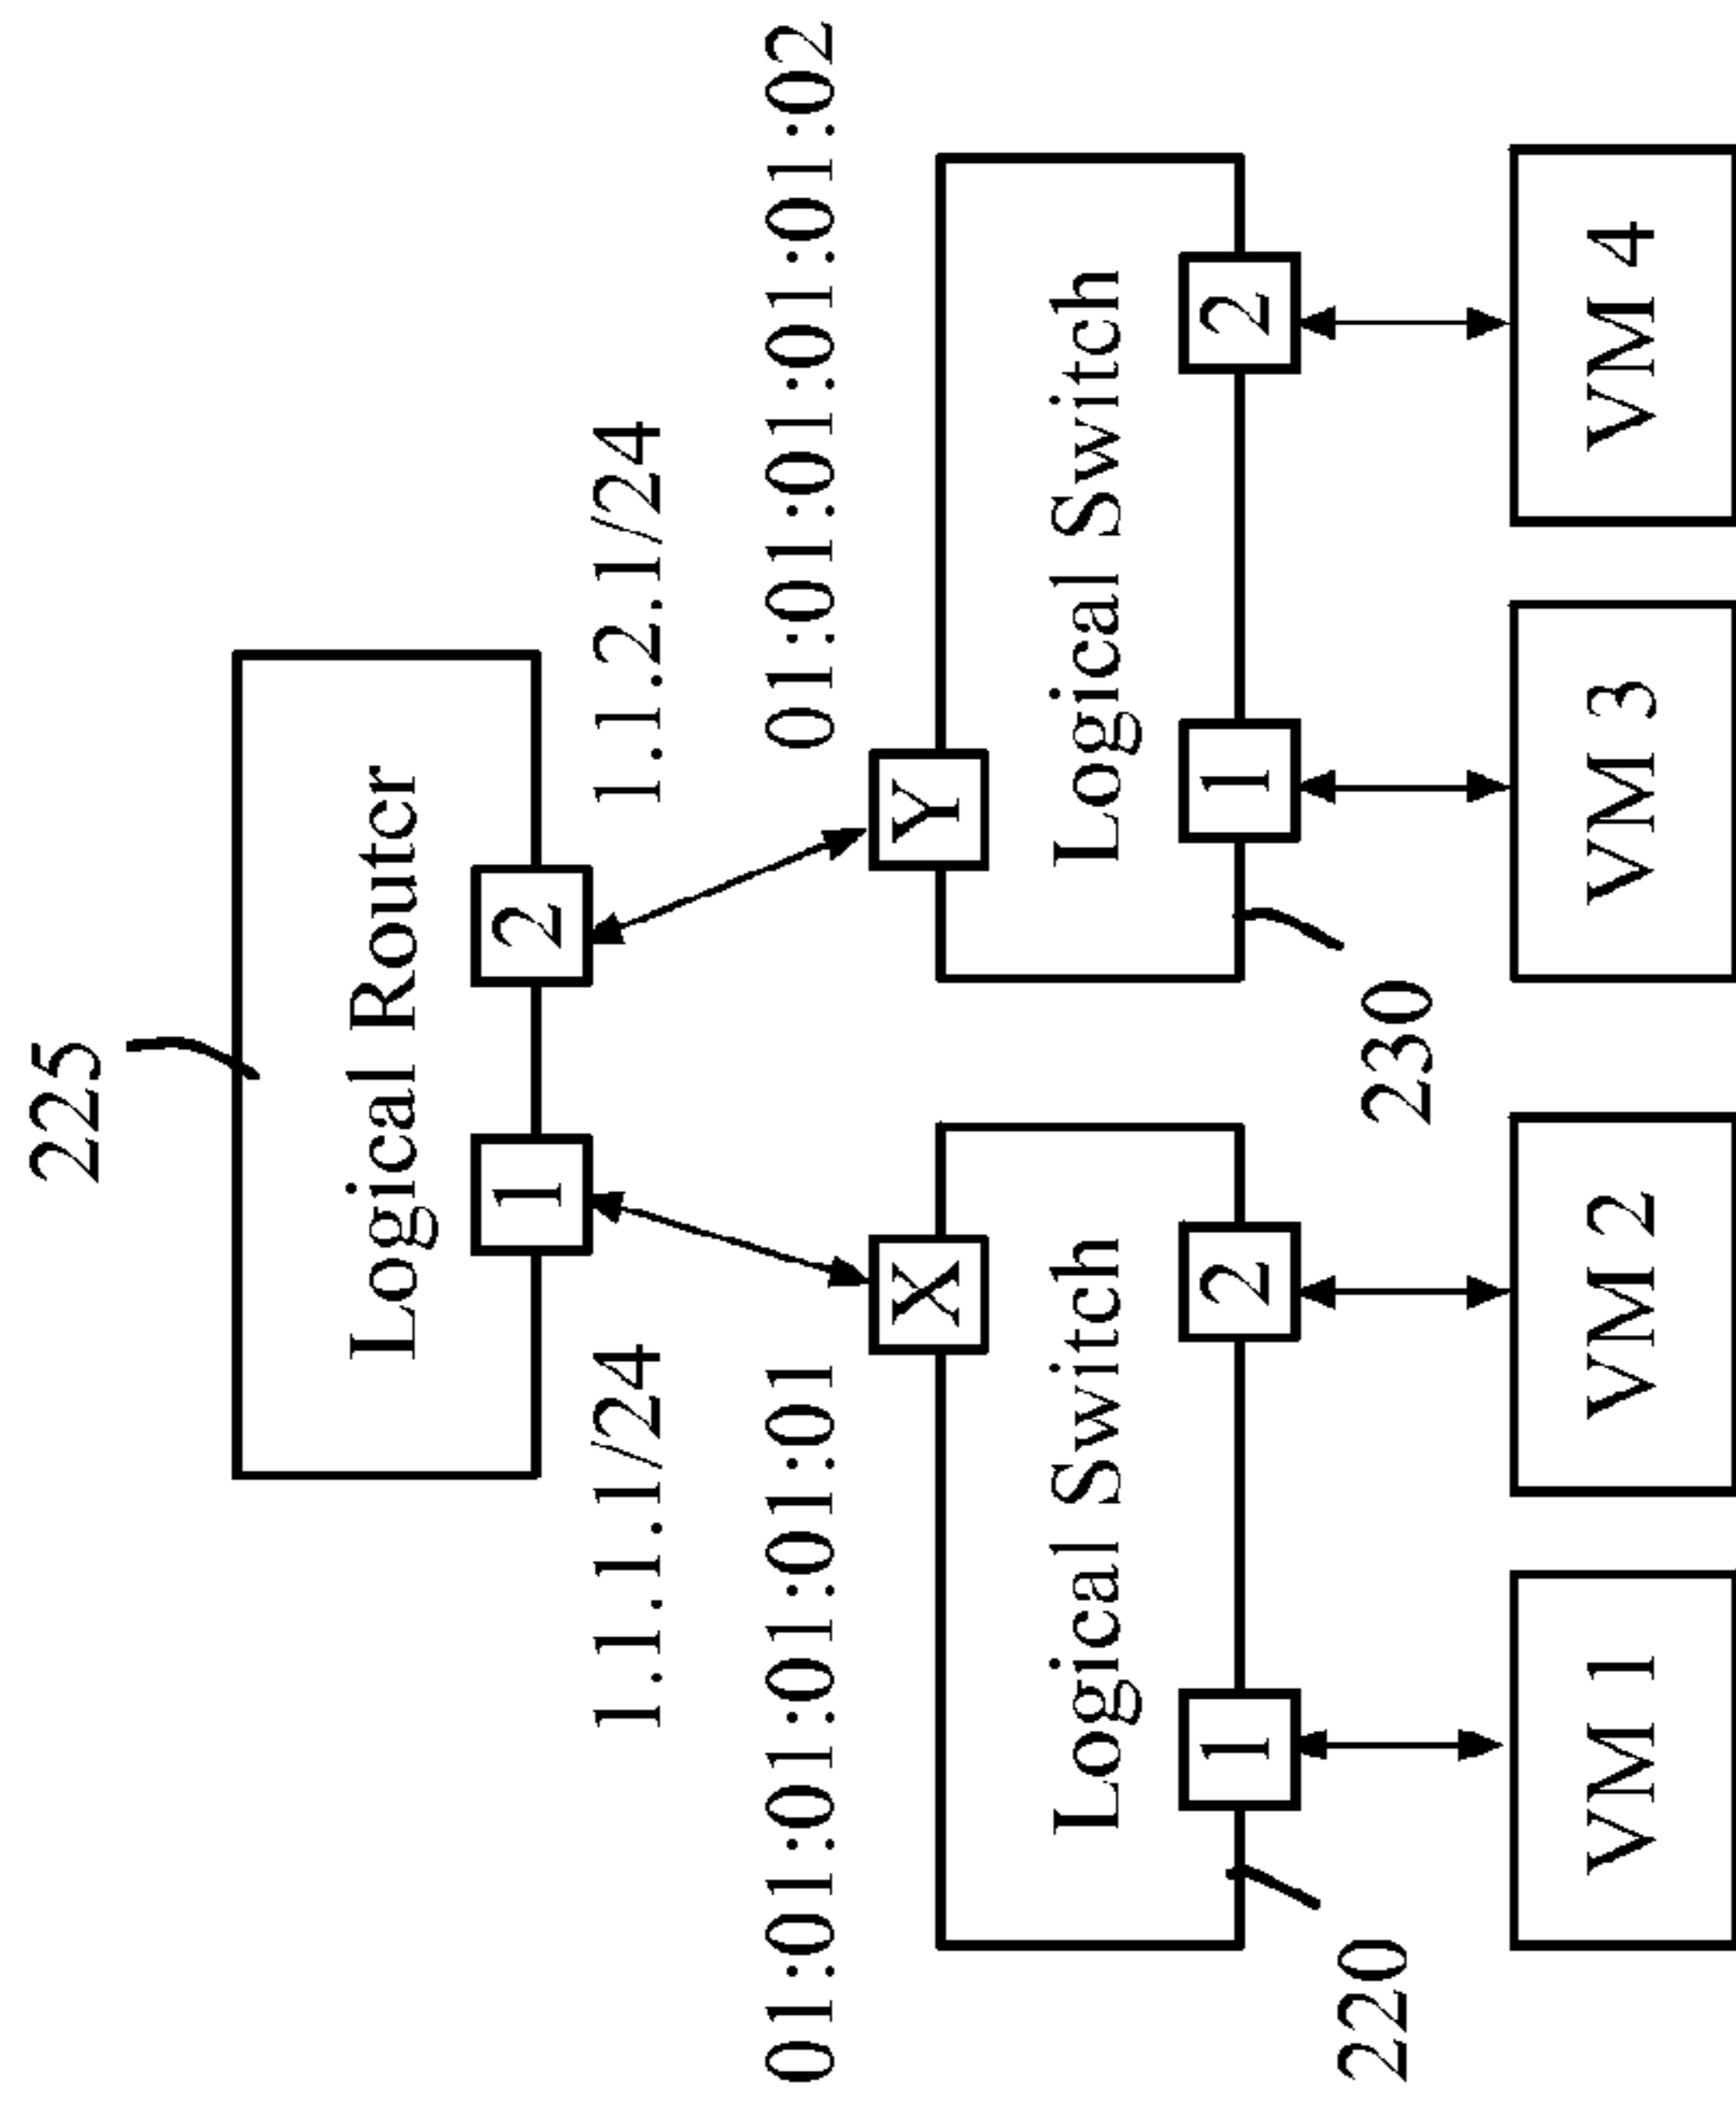 225
Logical Router
1
2
1.1.1.1/24
1.1.2.1/24
01:01:01:01:01:01
01:01:01:01:01:02
X
Y
Logical Switch
Logical Switch
1
2
1
2
220
230
VM 1
VM 2
VM 3
VM 4